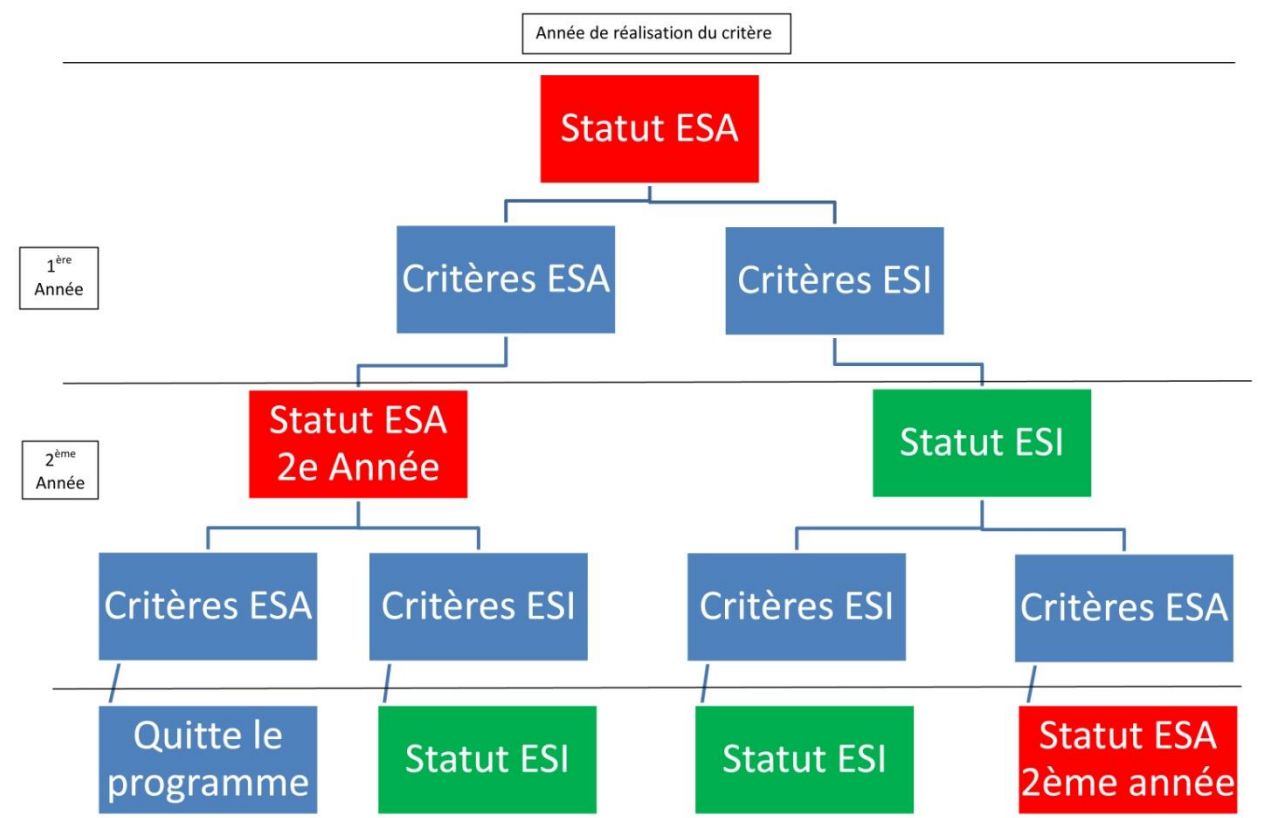 Année de réalisation du critère
Statut ESA
1ère
Année
Critères ESA
Critères ESI
Statut ESA
2e Année
Statut ESI
2ème
Année
Critères ESA
Critères ESI
Critères ESI
Critères ESA
Quitte le
programme
Statut ESI
Statut ESI
Statut ESA
2ème année